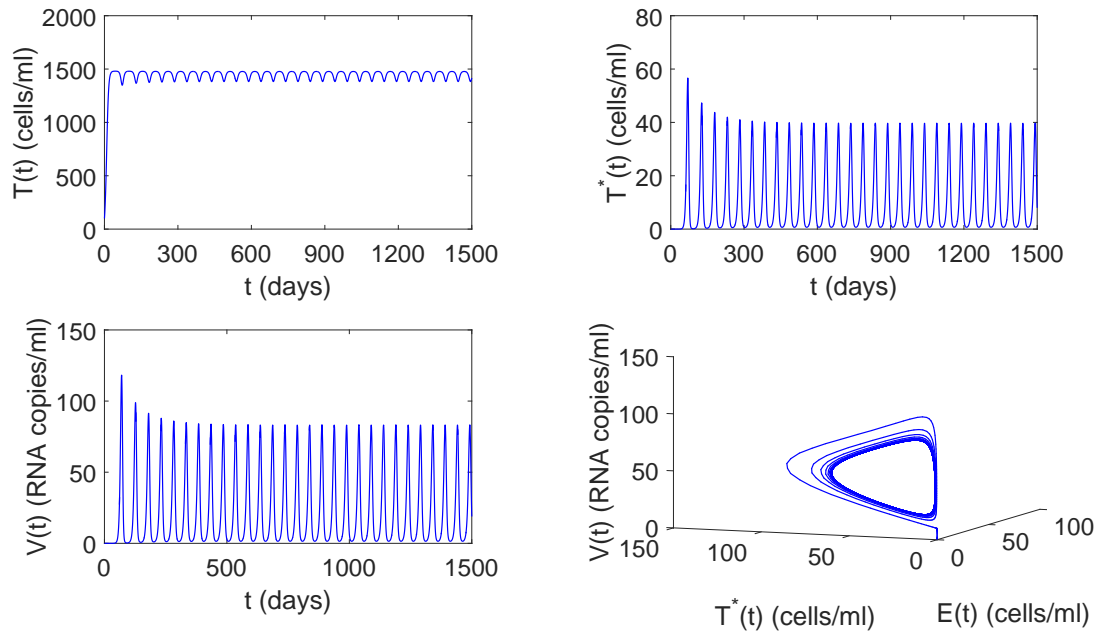 T(t) (cells/ml)
2000
1500
1000
500
0
0 300 600 900 1200 1500
t (days)
T*(t) (cells/ml)
80
60
40
20
0
0 300 600 900 1200 1500
t (days)
V(t) (RNA copies/ml)
150
100
50
0
0 500 1000 1500
t (days)
V(t) (RNA copies/ml)
150
100
50
0
150 100 50 0
0 50 100
T*(t) (cells/ml)
E(t) (cells/ml)